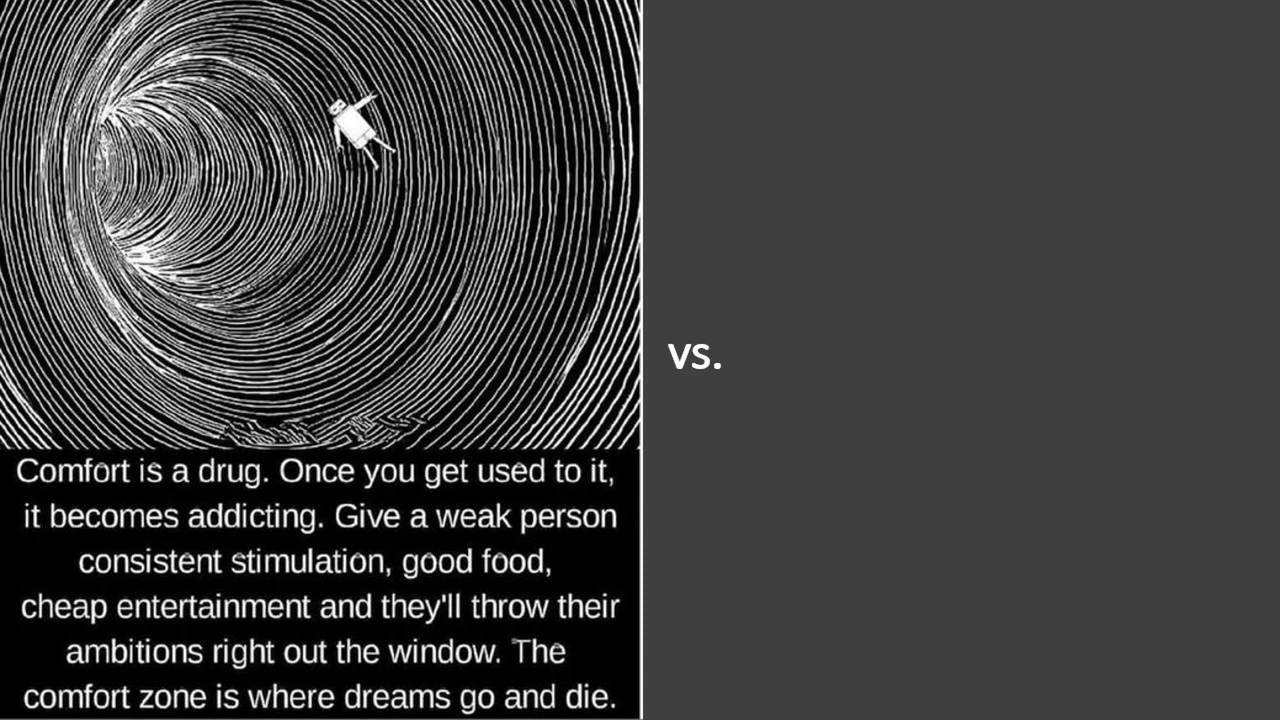 Comfort is a drug. Once you get used to it,
it becomes addicting. Give a weak person
consistent stimulation, good food,
cheap entertainment and they'll throw their
ambitions right out the window. The
comfort zone is where dreams go and die.
vs.